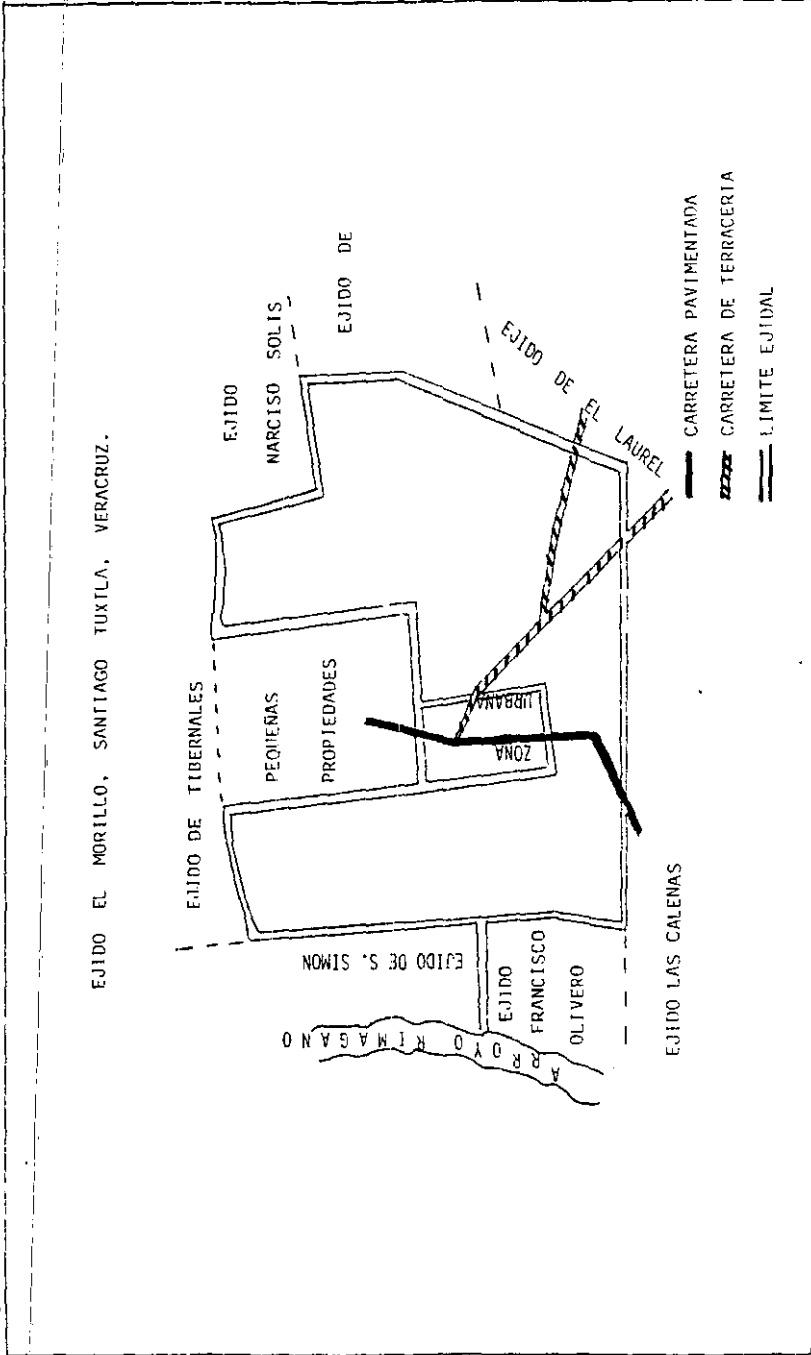 EJIDO EL MORILLO, SANTIAGO TUXTLA, VERACRUZ.
EJIDO DE TIBERNALES
EJIDO
NARCISO SOLIS
EJIDO DE
PEQUEÑAS
PROPIEDADES
EJIDO DE S. SIMON
ZONA
URBANA
EJIDO DE EL LAUREL
ARROYO RIMAGANO
EJIDO
FRANCISCO
OLIVERO
EJIDO LAS CALENAS
CARRETERA PAVIMENTADA
CARRETERA DE TERRACERIA
LIMITE EJIDAL